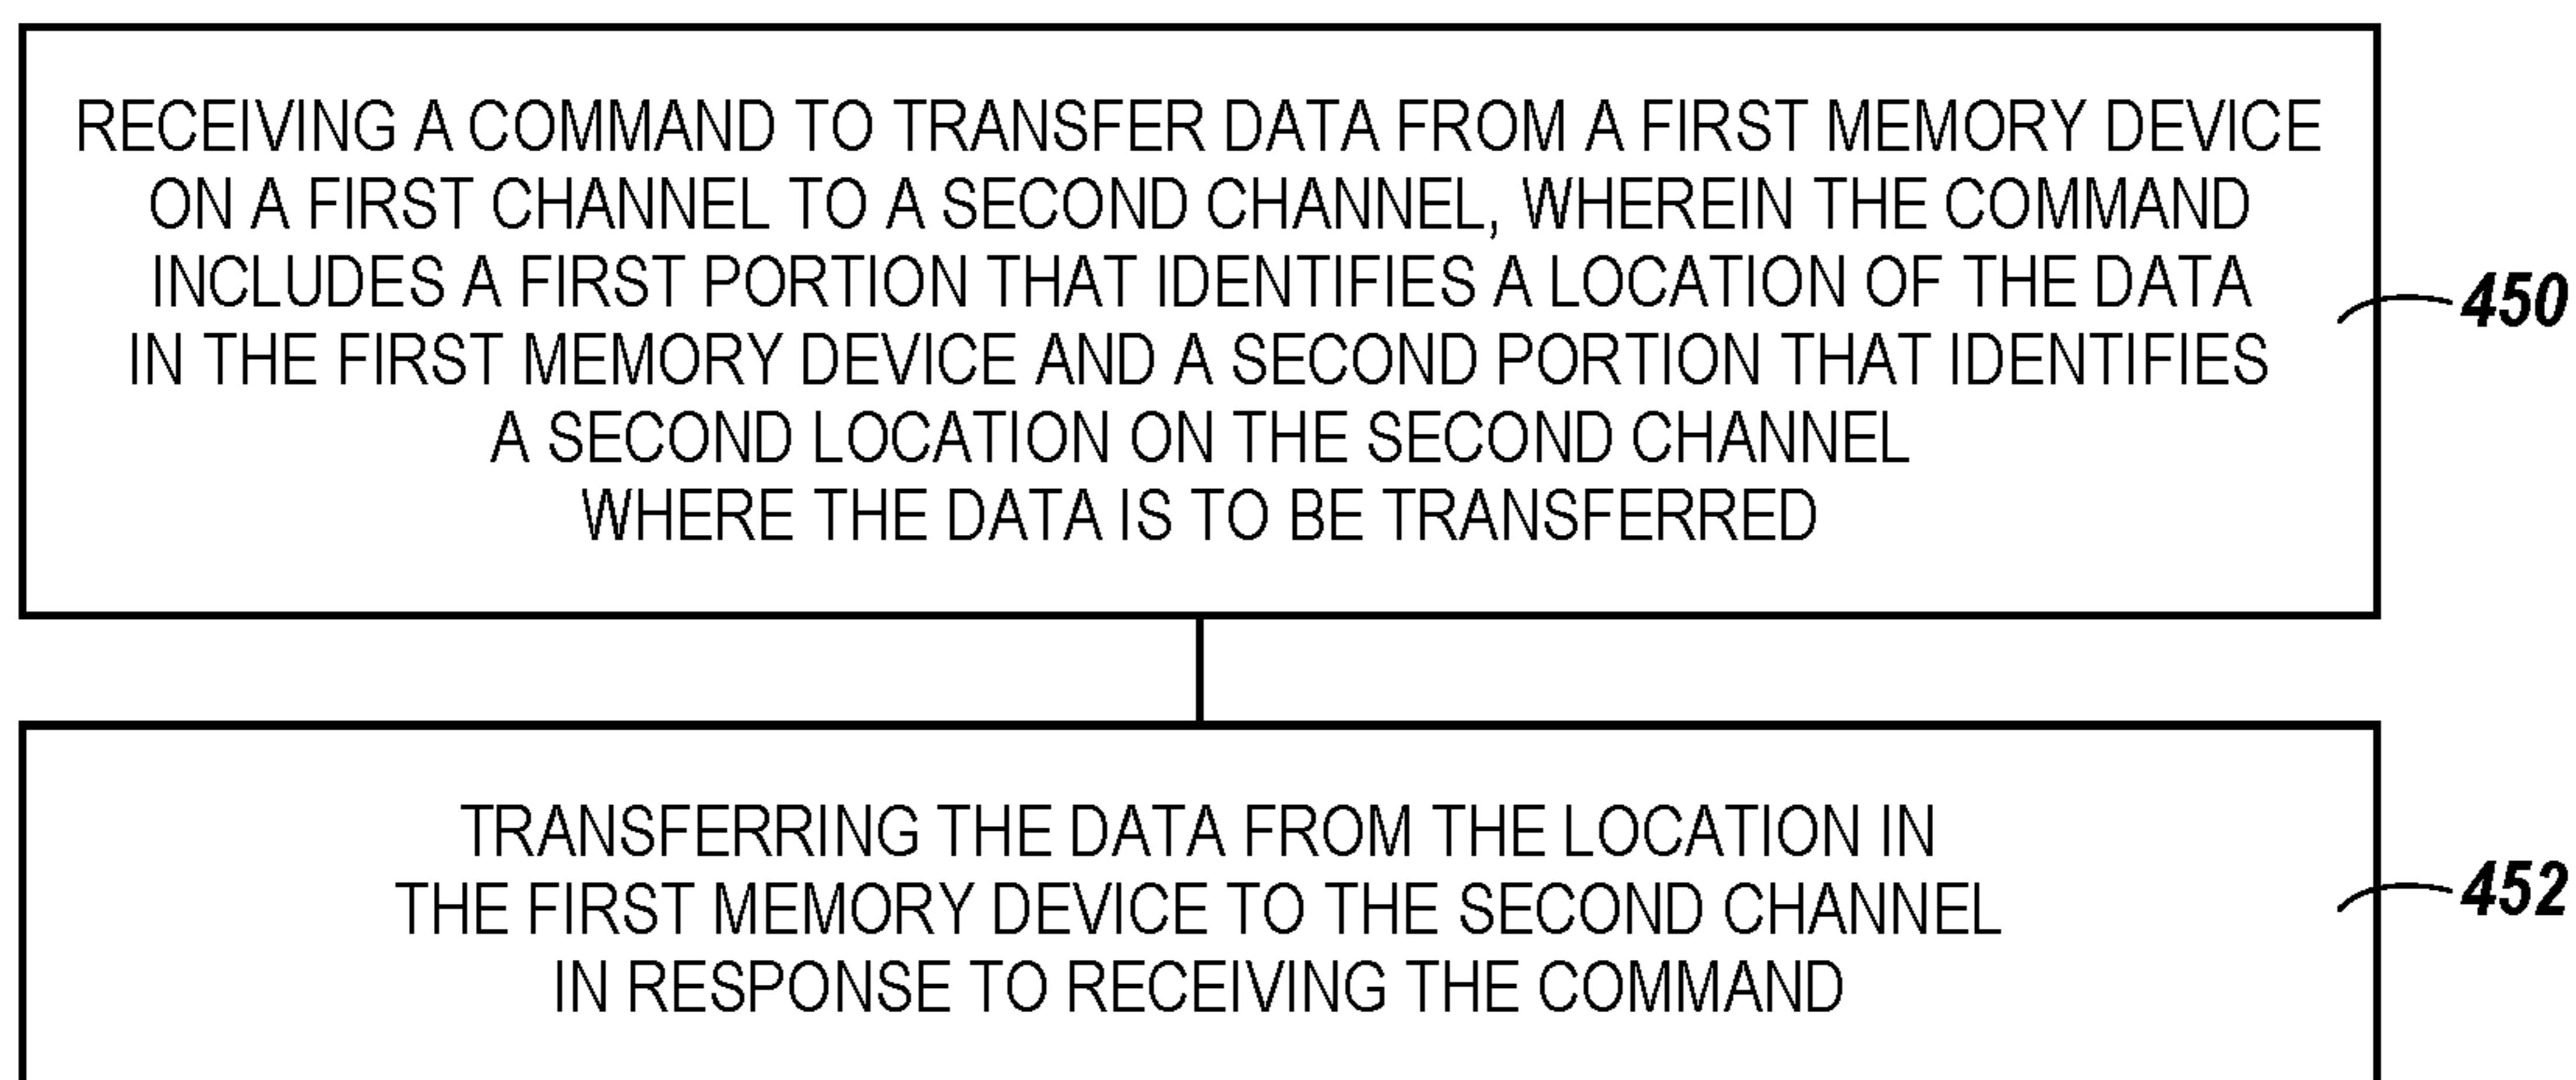 RECEIVING A COMMAND TO TRANSFER DATA FROM A FIRST MEMORY DEVICE
ON A FIRST CHANNEL TO A SECOND CHANNEL, WHEREIN THE COMMAND
INCLUDES A FIRST PORTION THAT IDENTIFIES A LOCATION OF THE DATA
IN THE FIRST MEMORY DEVICE AND A SECOND PORTION THAT IDENTIFIES
A SECOND LOCATION ON THE SECOND CHANNEL
WHERE THE DATA IS TO BE TRANSFERRED
450
TRANSFERRING THE DATA FROM THE LOCATION IN
THE FIRST MEMORY DEVICE TO THE SECOND CHANNEL
IN RESPONSE TO RECEIVING THE COMMAND
452